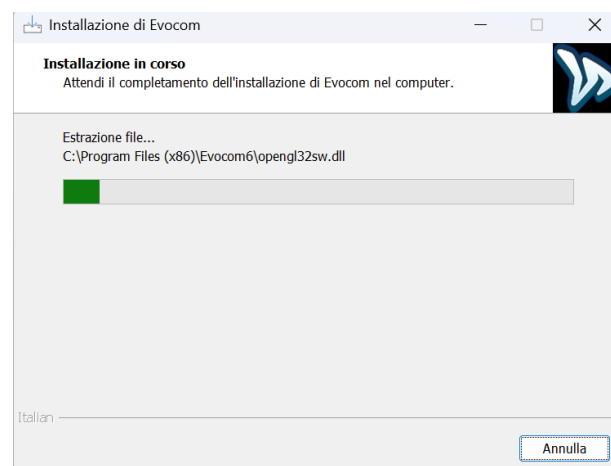 Installazione di Evocom
Installazione in corso
Attendi il completamento dell'installazione di Evocom nel computer.
Estrazione file...
C:\Program Files (x86)\Evocom6\opengl32sw.dll
Italian
Annulla